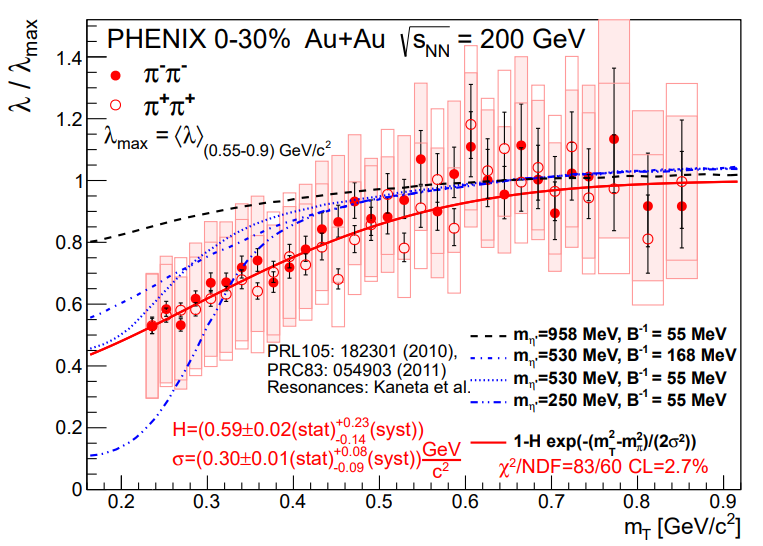 PHENIX 0-30% Au+Au √sNN = 200 GeV
π-π-
π+π+
λmax = ⟨λ⟩(0.55-0.9) GeV/c²
λ / λmax
1.4
1.2
1
0.8
0.6
0.4
0.2
0
PRL105: 182301 (2010),
PRC83: 054903 (2011)
Resonances: Kaneta et al.
mη'=958 MeV, B⁻¹ = 55 MeV
mη'=530 MeV, B⁻¹ = 168 MeV
mη'=530 MeV, B⁻¹ = 55 MeV
mη'=250 MeV, B⁻¹ = 55 MeV
H=(0.59±0.02(stat)+0.23-0.14(syst))
σ=(0.30±0.01(stat)+0.08-0.09(syst))GeV/c²
1-H exp(-(m²T-m²π)/(2σ²))
χ²/NDF=83/60 CL=2.7%
0.2 0.3 0.4 0.5 0.6 0.7 0.8 0.9
mT [GeV/c²]